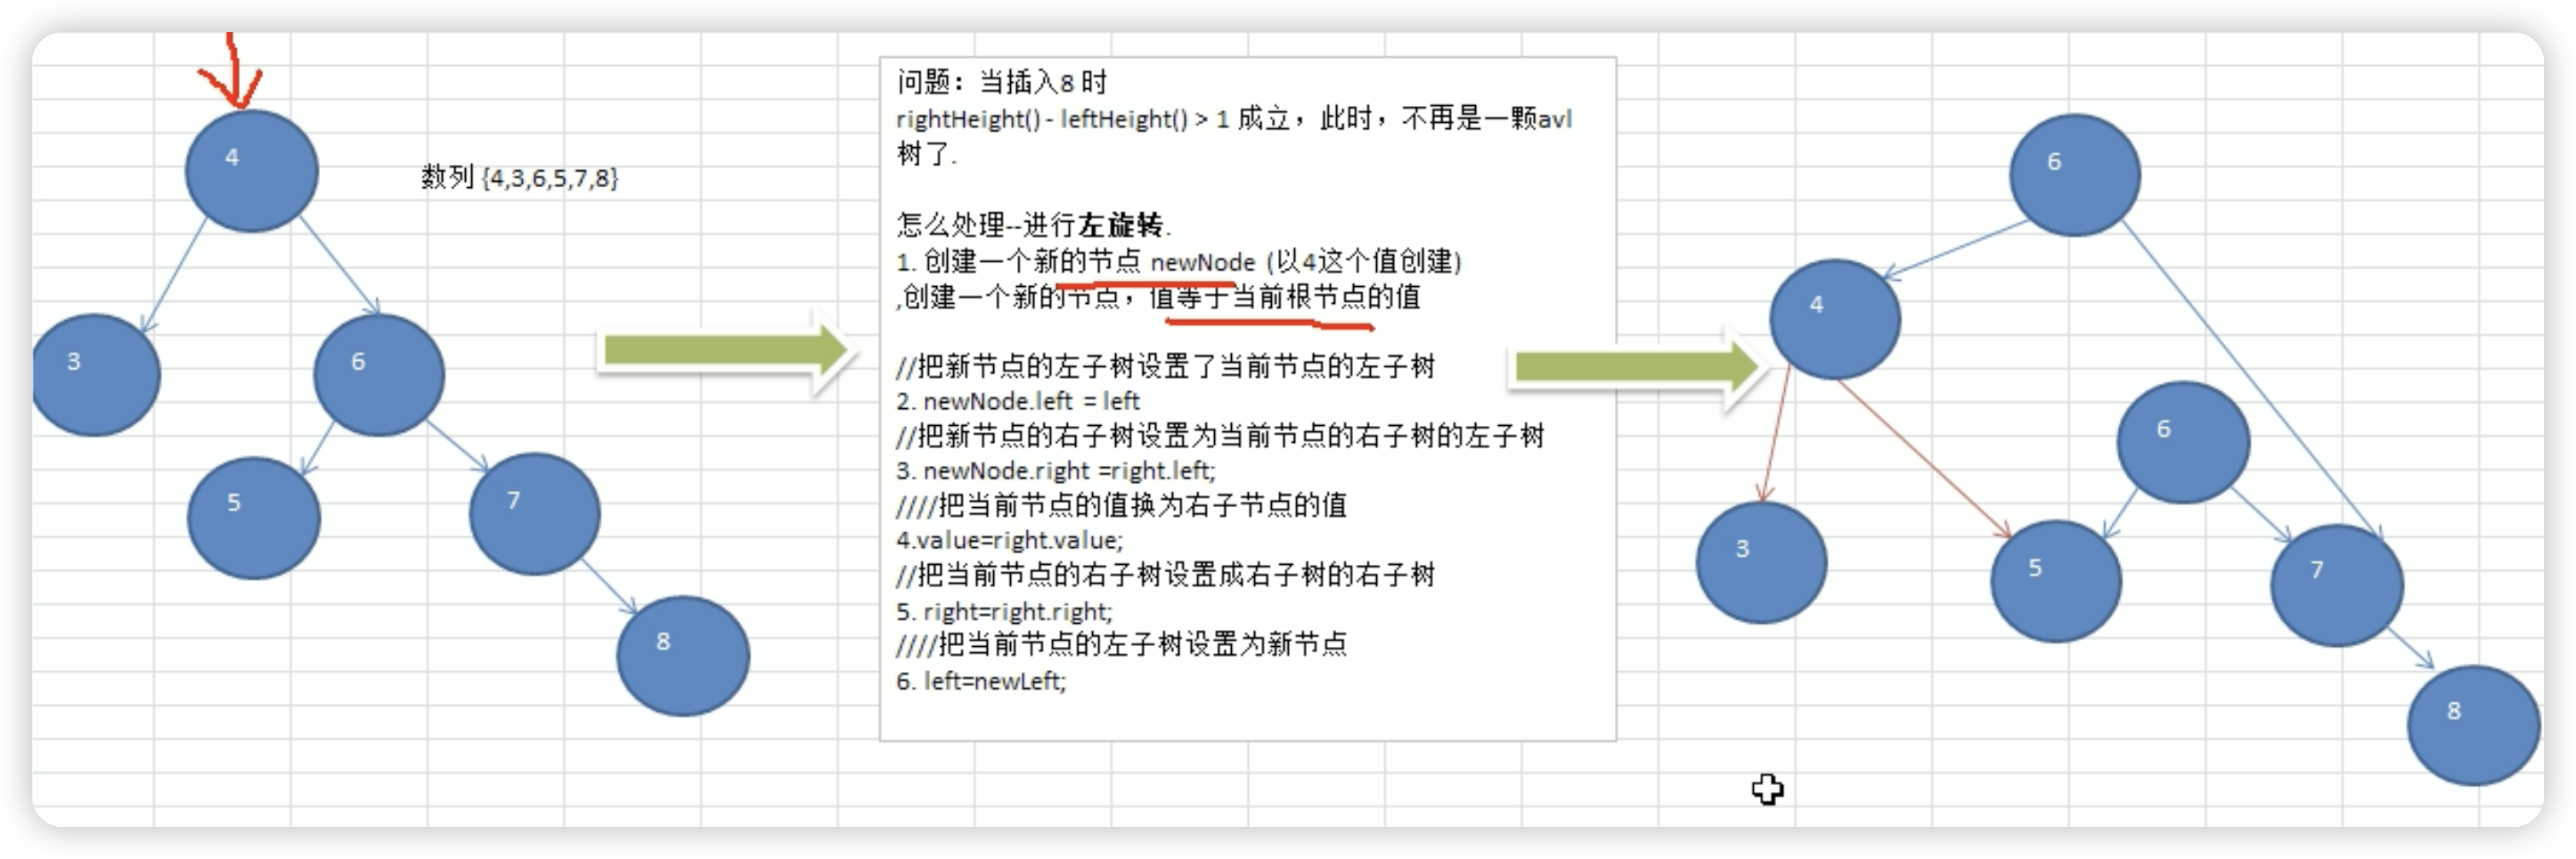 4
数列 {4,3,6,5,7,8}
3
6
5
7
8
问题：当插入8 时
rightHeight() - leftHeight() > 1 成立，此时，不再是一颗avl
树了.
怎么处理--进行左旋转.
1. 创建一个新的节点 newNode (以4这个值创建)
,创建一个新的节点，值等于当前根节点的值
//把新节点的左子树设置了当前节点的左子树
2. newNode.left = left
//把新节点的右子树设置为当前节点的右子树的左子树
3. newNode.right =right.left;
////把当前节点的值换为右子节点的值
4.value=right.value;
//把当前节点的右子树设置成右子树的右子树
5. right=right.right;
////把当前节点的左子树设置为新节点
6. left=newLeft;
6
4
6
3
5
7
8